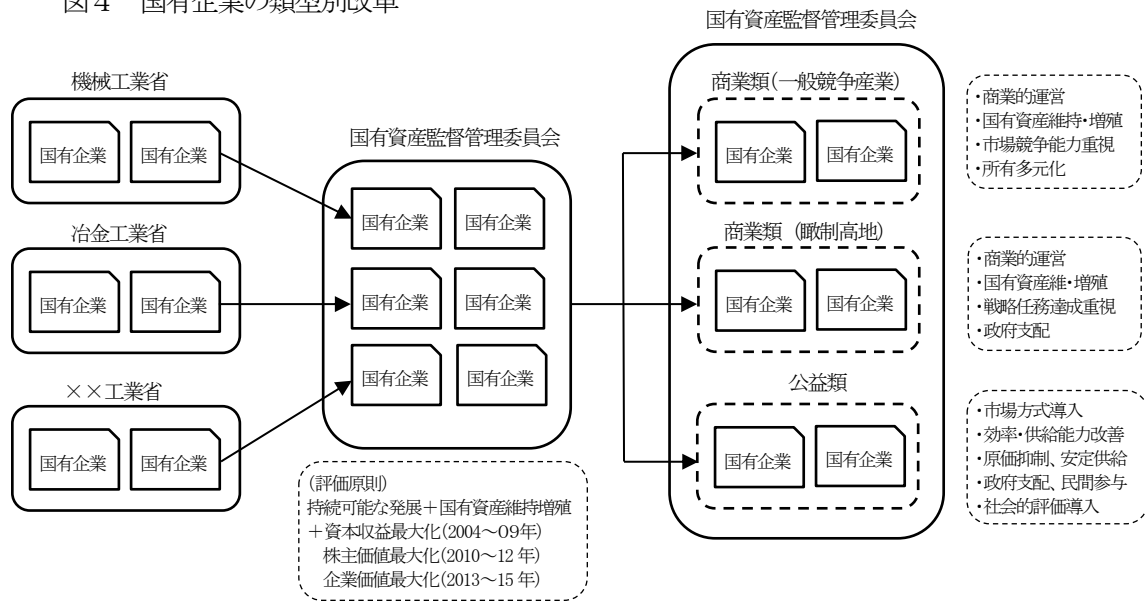 図４　国有企業の類型別改革
機械工業省
国有企業
国有企業
冶金工業省
国有企業
国有企業
××工業省
国有企業
国有企業
国有資産監督管理委員会
国有企業
国有企業
国有企業
国有企業
国有企業
国有企業
(評価原則)
持続可能な発展＋国有資産維持増殖
＋資本収益最大化(2004～09年)
株主価値最大化(2010～12 年)
企業価値最大化(2013～15 年)
国有資産監督管理委員会
商業類(一般競争産業)
国有企業
国有企業
商業類（瞰制高地)
国有企業
国有企業
公益類
国有企業
国有企業
・商業的運営
・国有資産維持・増殖
・市場競争能力重視
・所有多元化
・商業的運営
・国有資産維・増殖
・戦略任務達成重視
・政府支配
・市場方式導入
・効率・供給能力改善
・原価抑制、安定供給
・政府支配、民間参与
・社会的評価導入